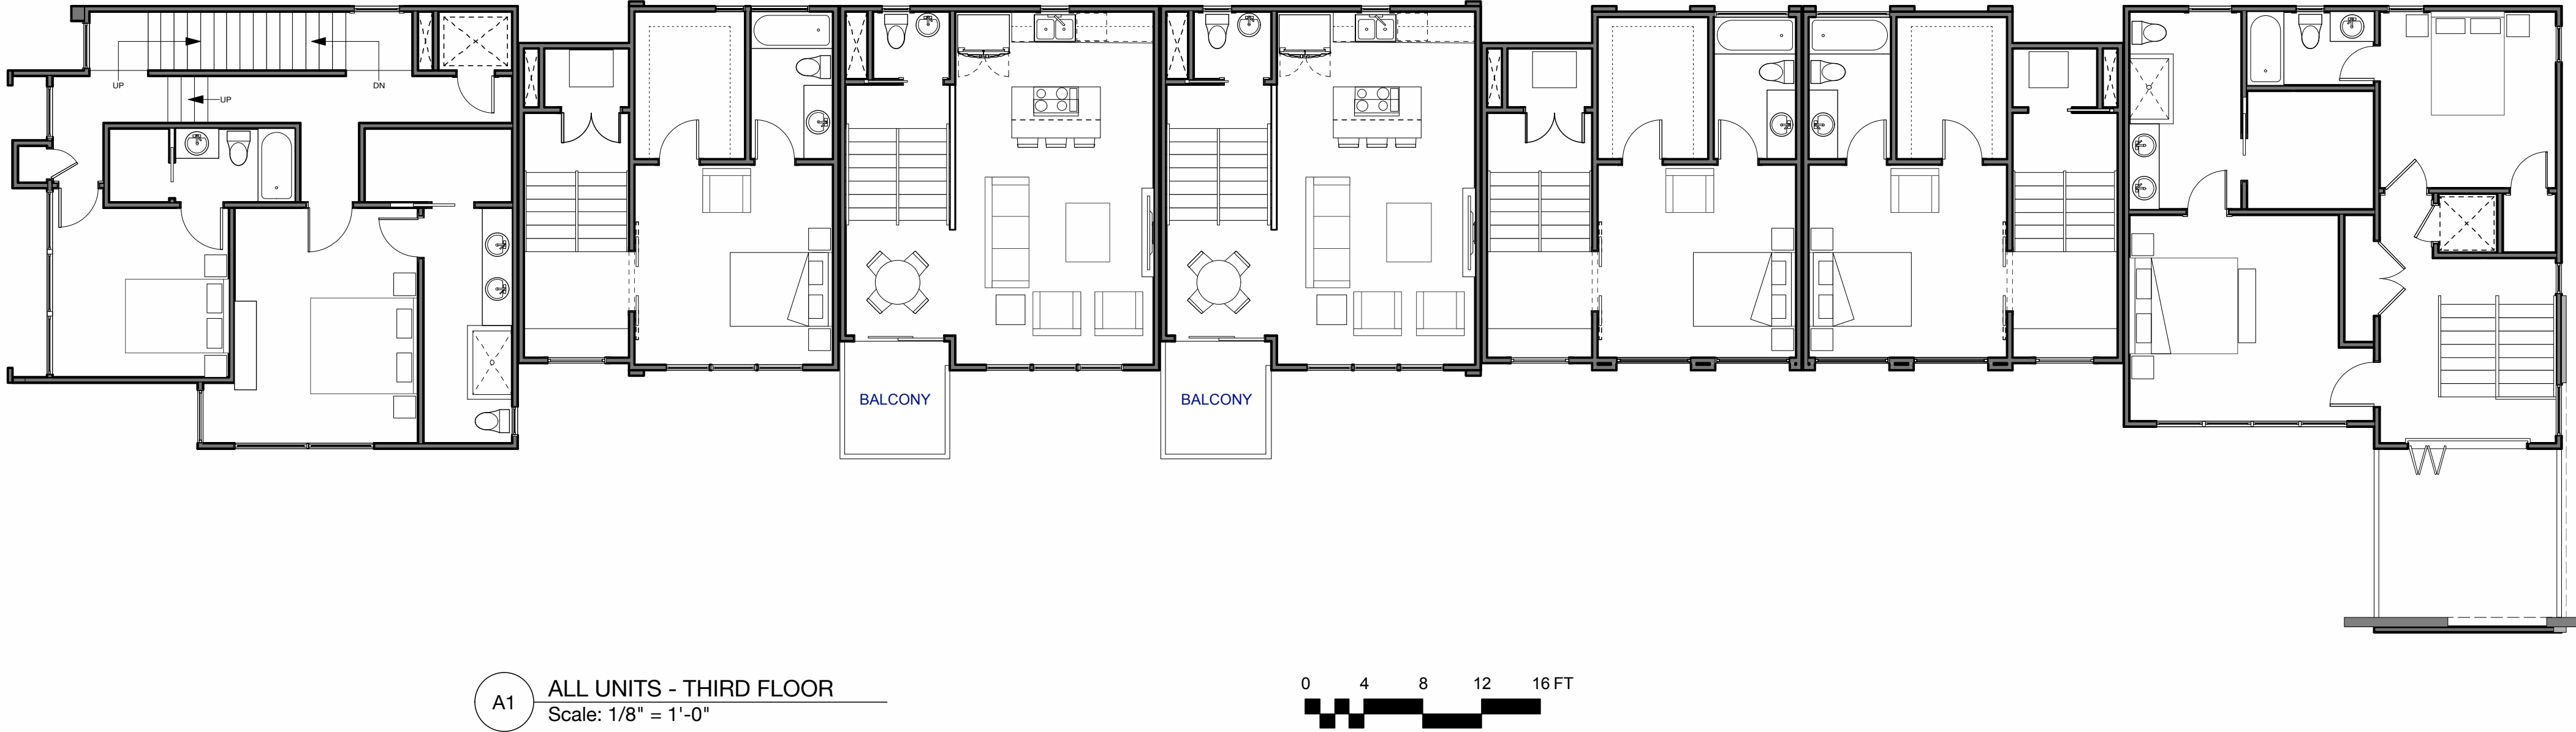 UP
DN
UP
BALCONY
BALCONY
A1
ALL UNITS - THIRD FLOOR
Scale: 1/8" = 1'-0"
0 4 8 12 16 FT